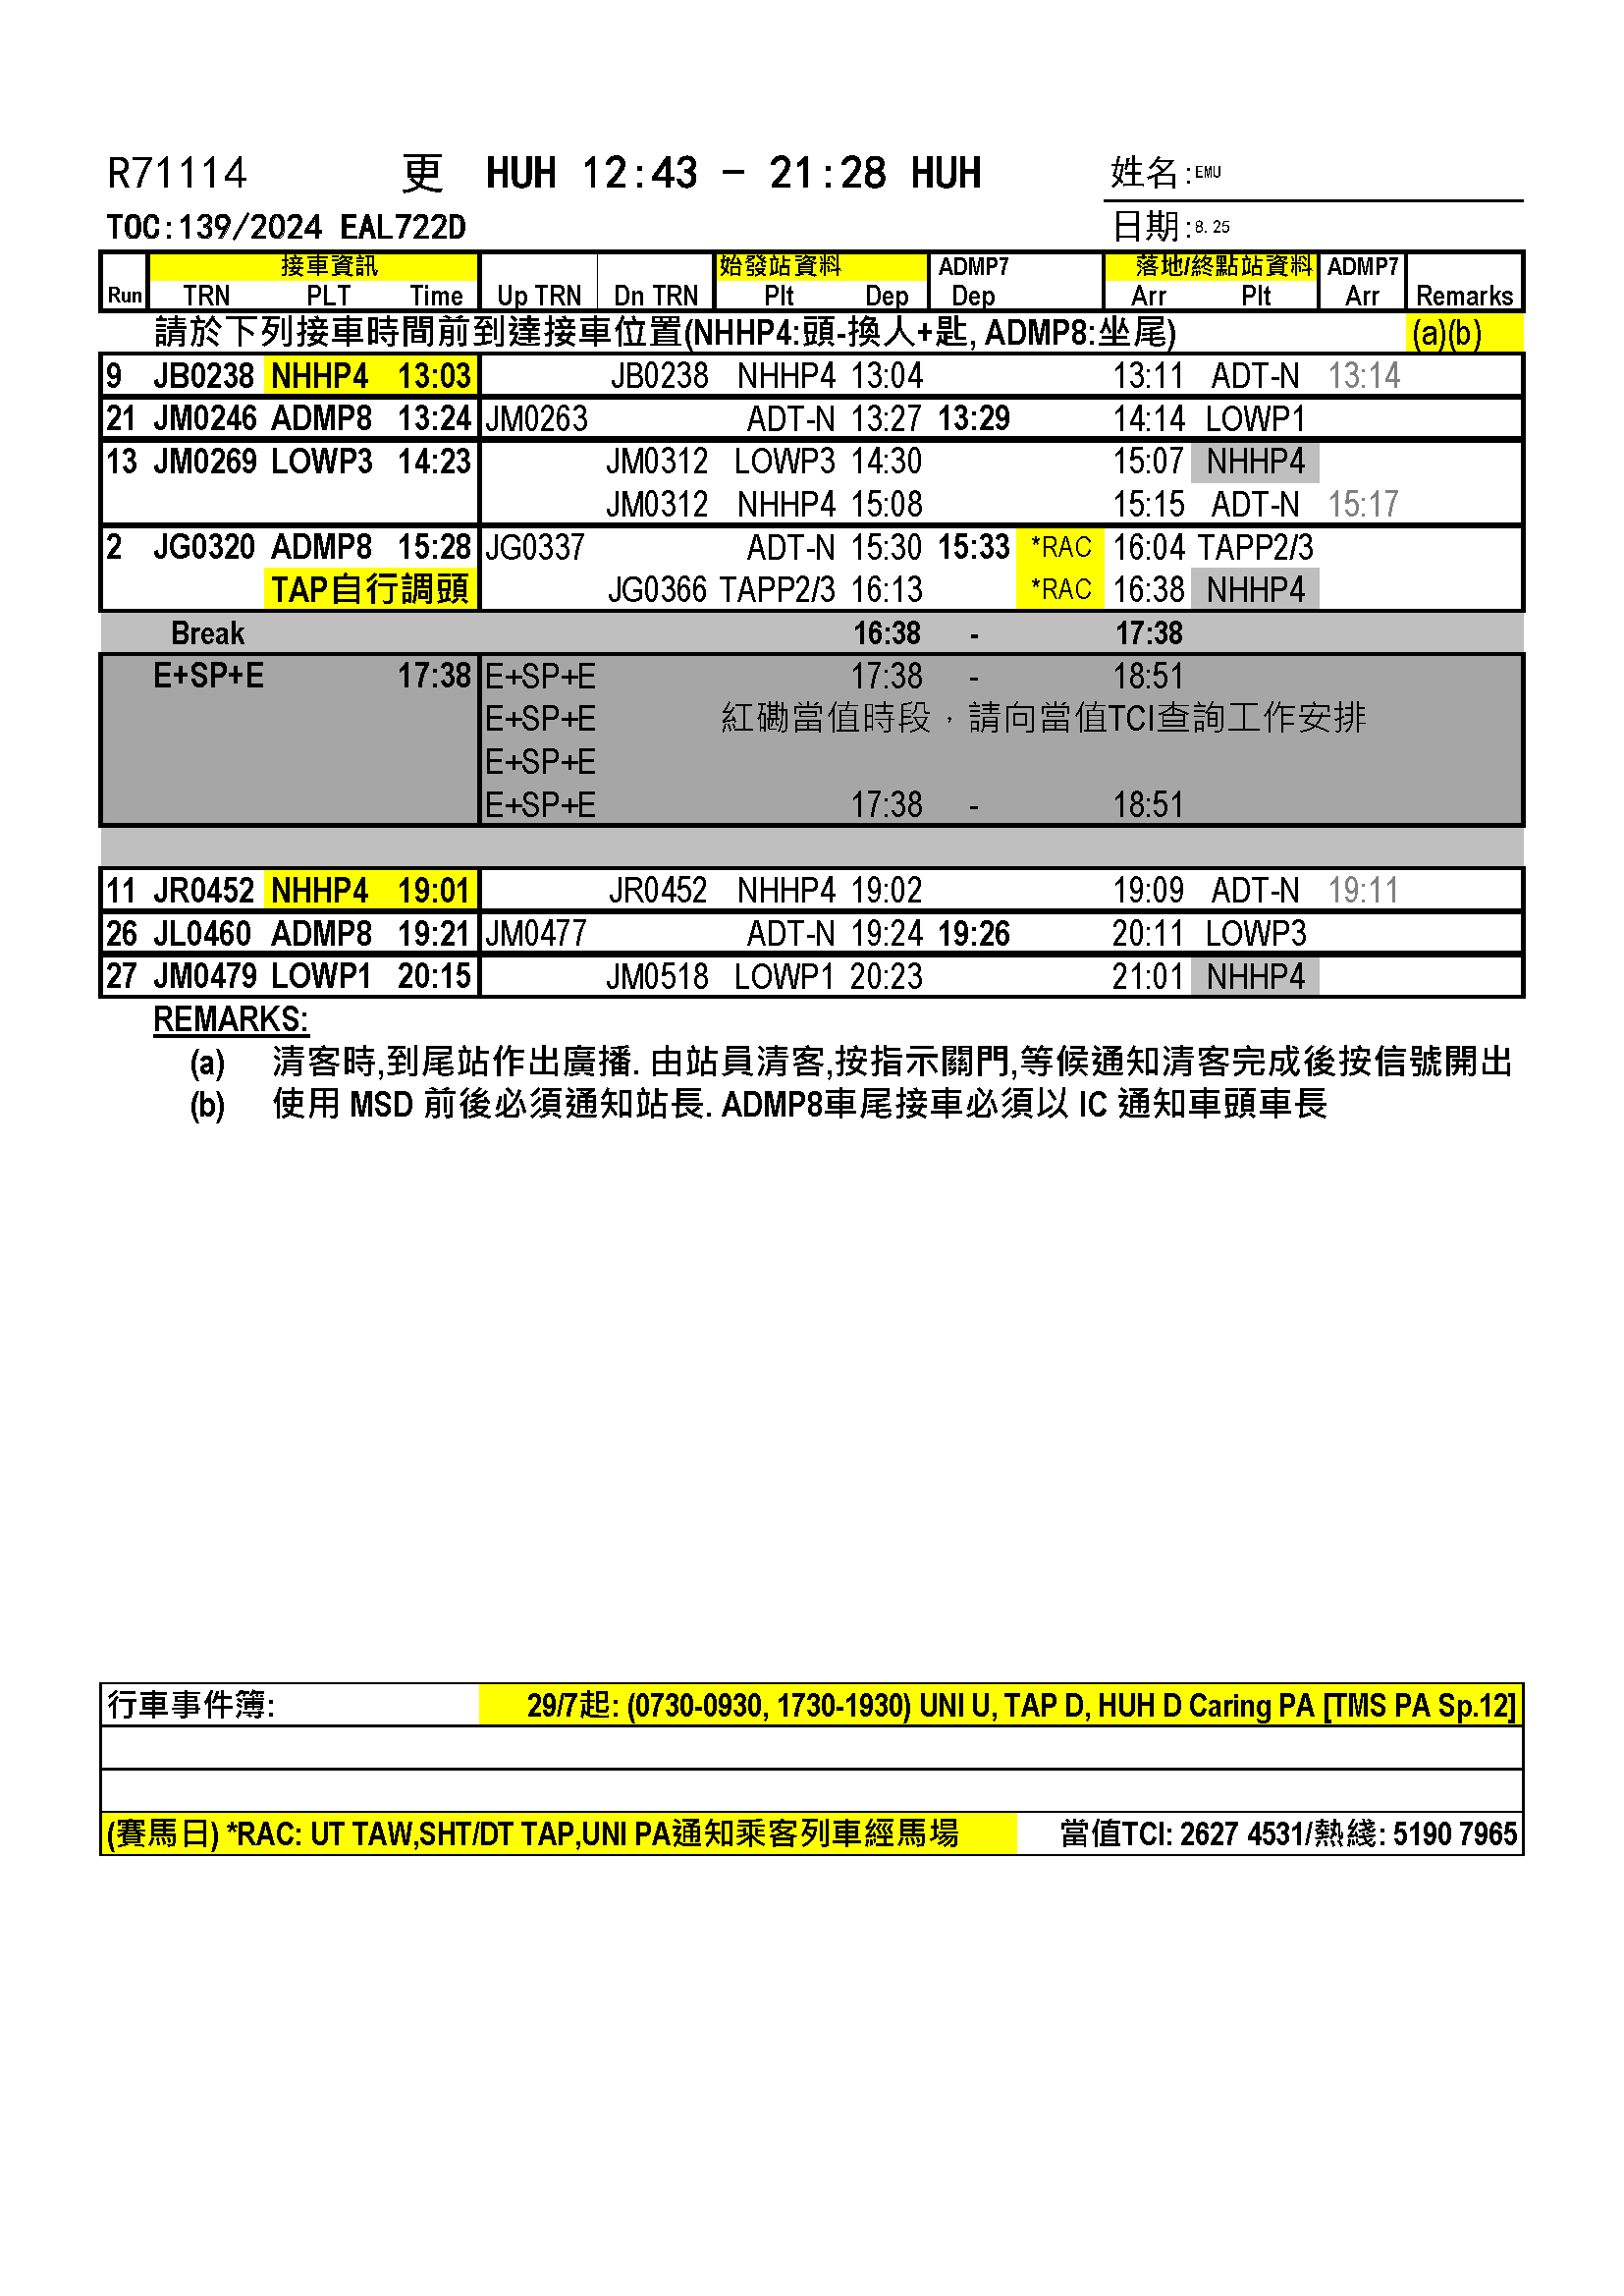 R71114 更 HUH 12:43 - 21:28 HUH 姓名:EMU
TOC:139/2024 EAL722D 日期:8.25
接車資訊 始發站資料 ADMP7 落地/終點站資料 ADMP7
Run TRN PLT Time Up TRN Dn TRN Plt Dep Dep Arr Plt Arr Remarks
請於下列接車時間前到達接車位置(NHHP4:頭-換人+匙, ADMP8:坐尾) (a)(b)
9 JB0238 NHHP4 13:03 JB0238 NHHP4 13:04 13:11 ADT-N 13:14
21 JM0246 ADMP8 13:24 JM0263 ADT-N 13:27 13:29 14:14 LOWP1
13 JM0269 LOWP3 14:23 JM0312 LOWP3 14:30 15:07 NHHP4
JM0312 NHHP4 15:08 15:15 ADT-N 15:17
2 JG0320 ADMP8 15:28 JG0337 ADT-N 15:30 15:33 *RAC 16:04 TAPP2/3
TAP自行調頭 JG0366 TAPP2/3 16:13 *RAC 16:38 NHHP4
Break 16:38 - 17:38
E+SP+E 17:38 E+SP+E 17:38 - 18:51
E+SP+E 紅磡當值時段，請向當值TCI查詢工作安排
E+SP+E
E+SP+E 17:38 - 18:51
11 JR0452 NHHP4 19:01 JR0452 NHHP4 19:02 19:09 ADT-N 19:11
26 JL0460 ADMP8 19:21 JM0477 ADT-N 19:24 19:26 20:11 LOWP3
27 JM0479 LOWP1 20:15 JM0518 LOWP1 20:23 21:01 NHHP4
REMARKS:
(a) 清客時,到尾站作出廣播. 由站員清客,按指示關門,等候通知清客完成後按信號開出
(b) 使用 MSD 前後必須通知站長. ADMP8車尾接車必須以 IC 通知車頭車長
行車事件簿: 29/7起: (0730-0930, 1730-1930) UNI U, TAP D, HUH D Caring PA [TMS PA Sp.12]
(賽馬日) *RAC: UT TAW,SHT/DT TAP,UNI PA通知乘客列車經馬場 當值TCI: 2627 4531/熱綫: 5190 7965